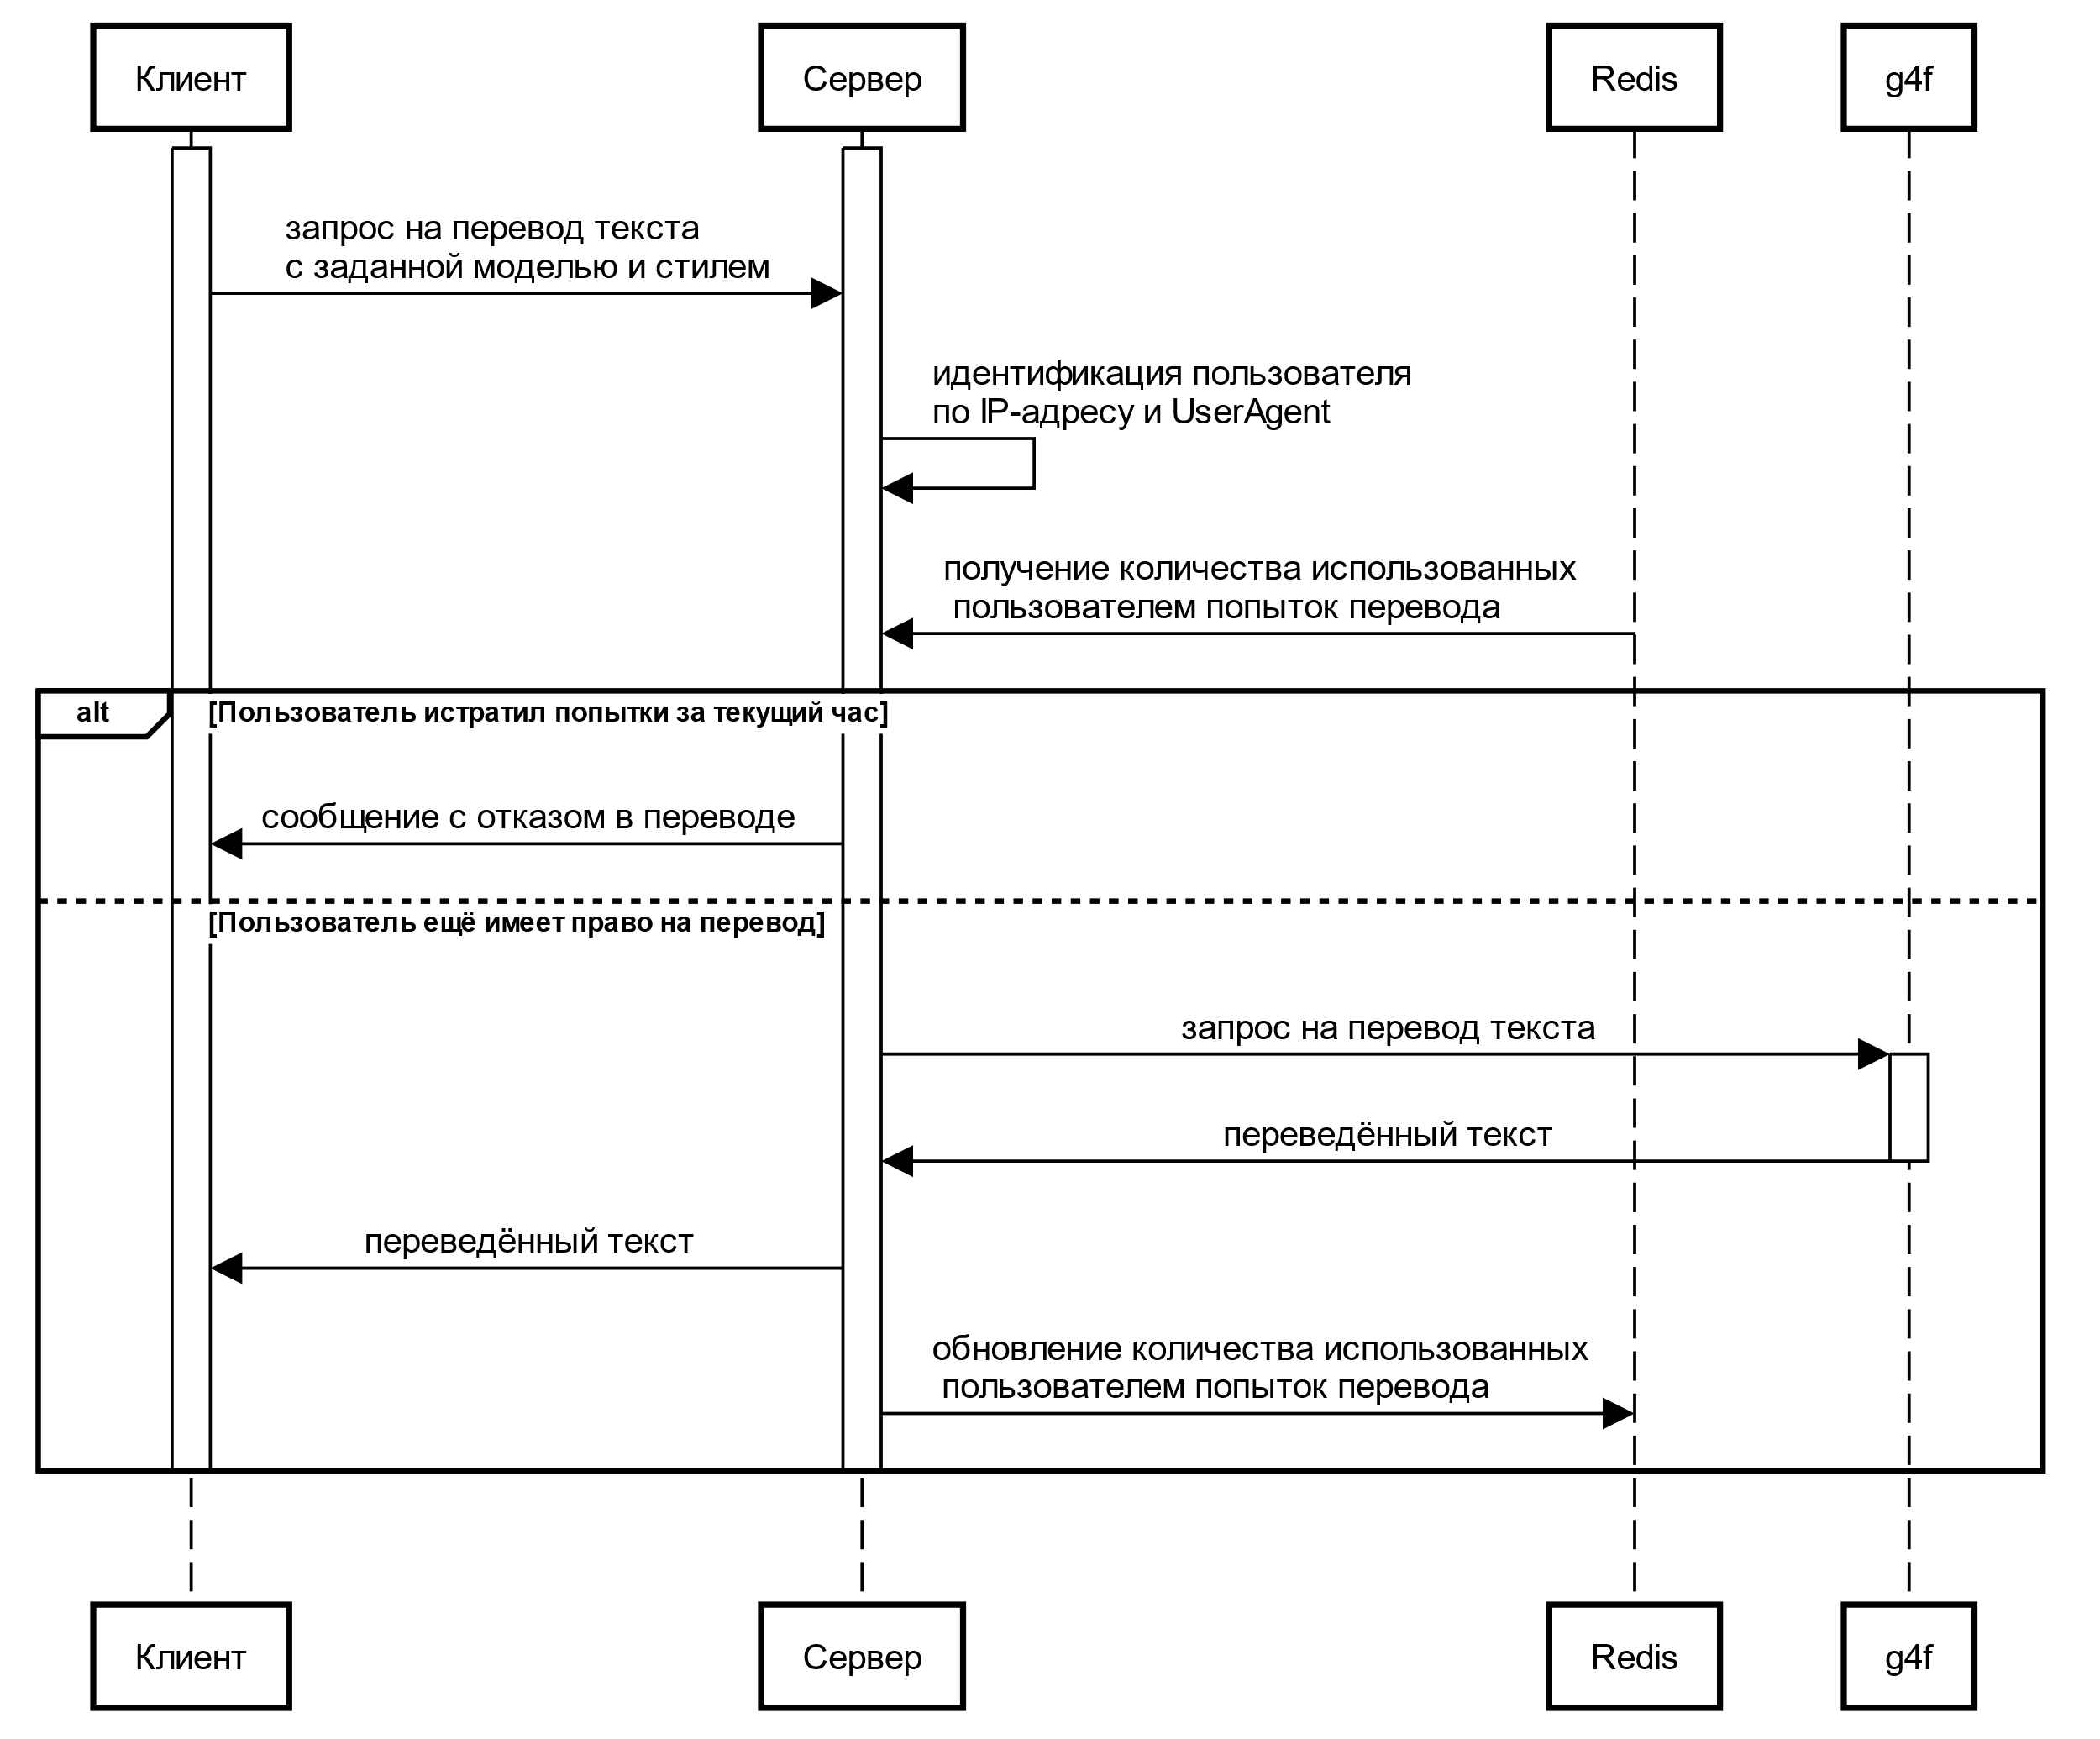 Клиент
Сервер
Redis
g4f
запрос на перевод текста
с заданной моделью и стилем
идентификация пользователя
по IP-адресу и UserAgent
получение количества использованных
пользователем попыток перевода
alt
[Пользователь истратил попытки за текущий час]
сообщение с отказом в переводе
[Пользователь ещё имеет право на перевод]
запрос на перевод текста
переведённый текст
переведённый текст
обновление количества использованных
пользователем попыток перевода
Клиент
Сервер
Redis
g4f